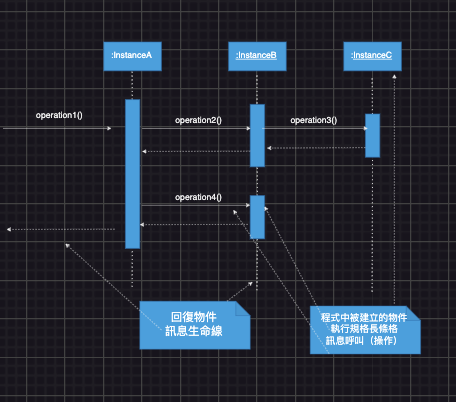 :InstanceA
:InstanceB
:InstanceC
operation1()
operation2()
operation3()
operation4()
回復物件
訊息生命線
程式中被建立的物件
執行規格長條格
訊息呼叫（操作）